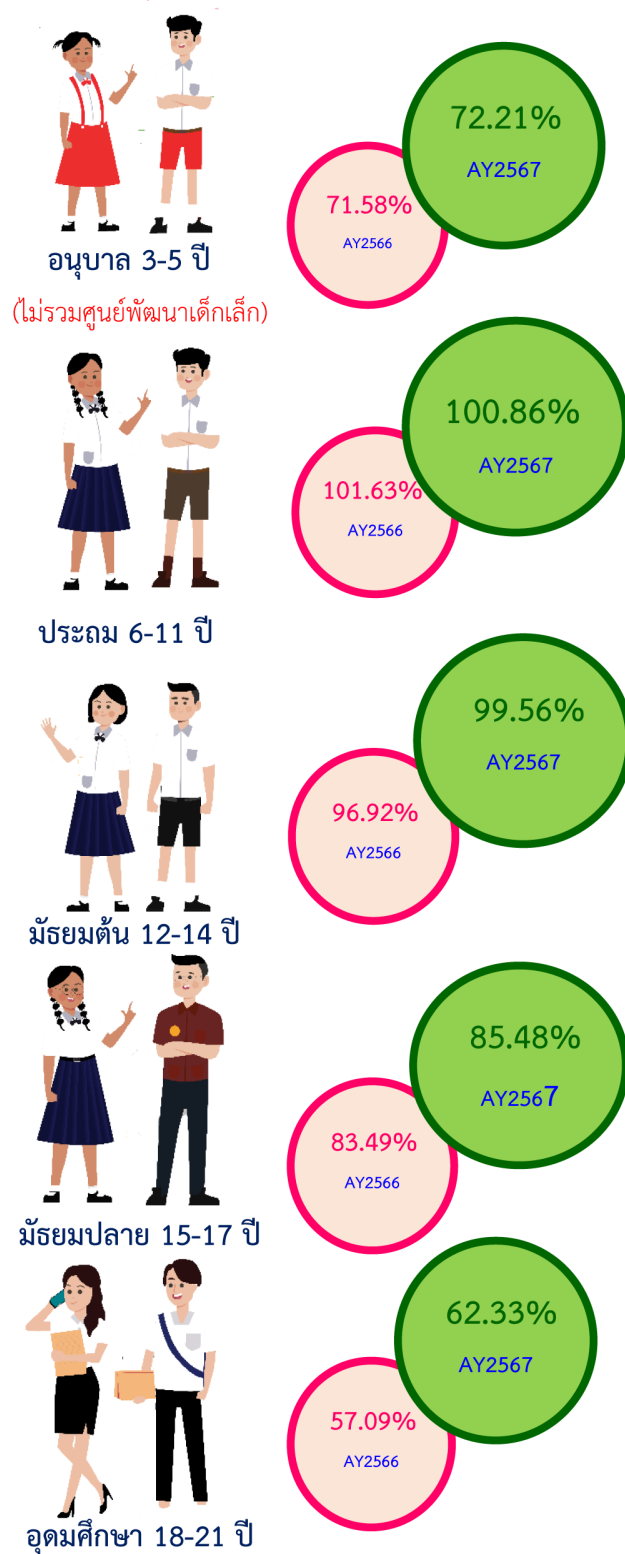 72.21%
AY2567
71.58%
AY2566
อนุบาล 3-5 ปี
(ไม่รวมศูนย์พัฒนาเด็กเล็ก)
100.86%
AY2567
101.63%
AY2566
ประถม 6-11 ปี
99.56%
AY2567
96.92%
AY2566
มัธยมต้น 12-14 ปี
85.48%
AY2567
83.49%
AY2566
มัธยมปลาย 15-17 ปี
62.33%
AY2567
57.09%
AY2566
อุดมศึกษา 18-21 ปี